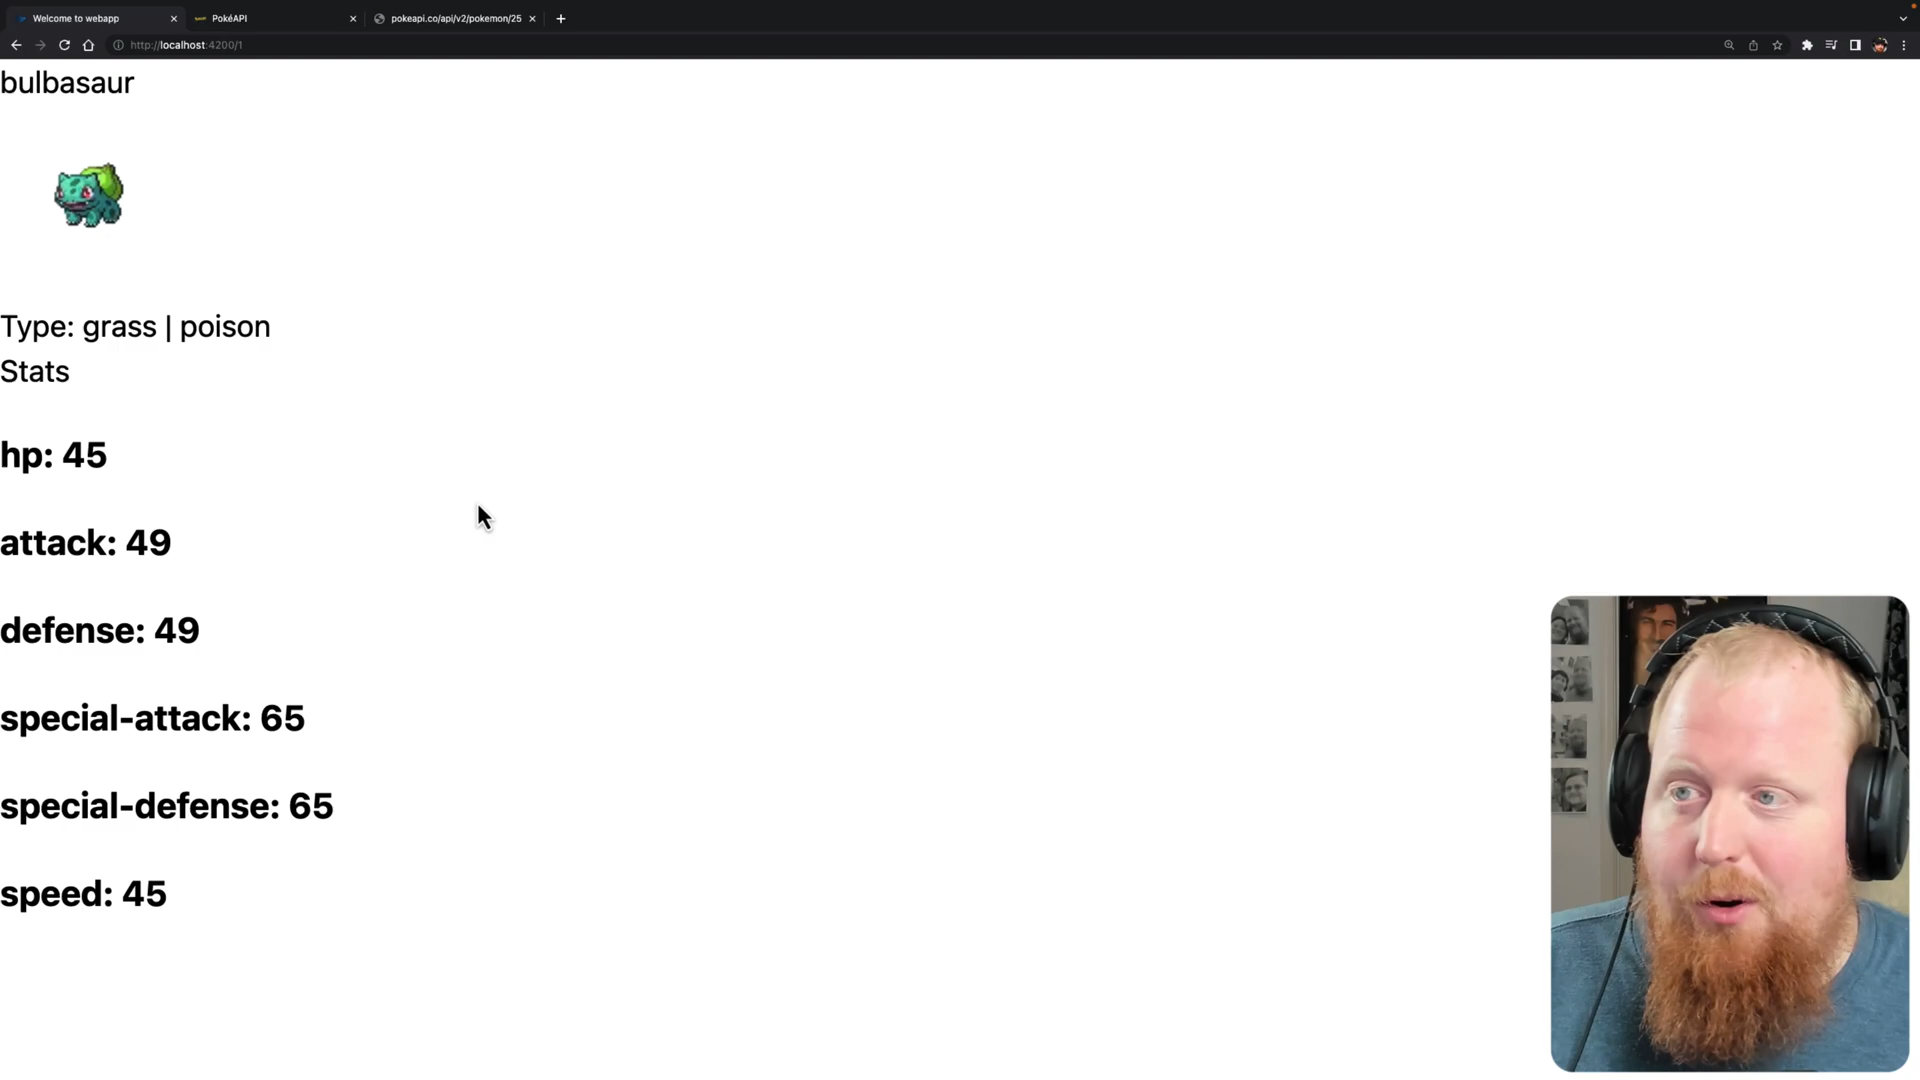 Welcome to webapp
PokéAPI
pokeapi.co/api/v2/pokemon/25
http://localhost:4200/1
bulbasaur
Type: grass | poison
Stats
hp: 45
attack: 49
defense: 49
special-attack: 65
special-defense: 65
speed: 45